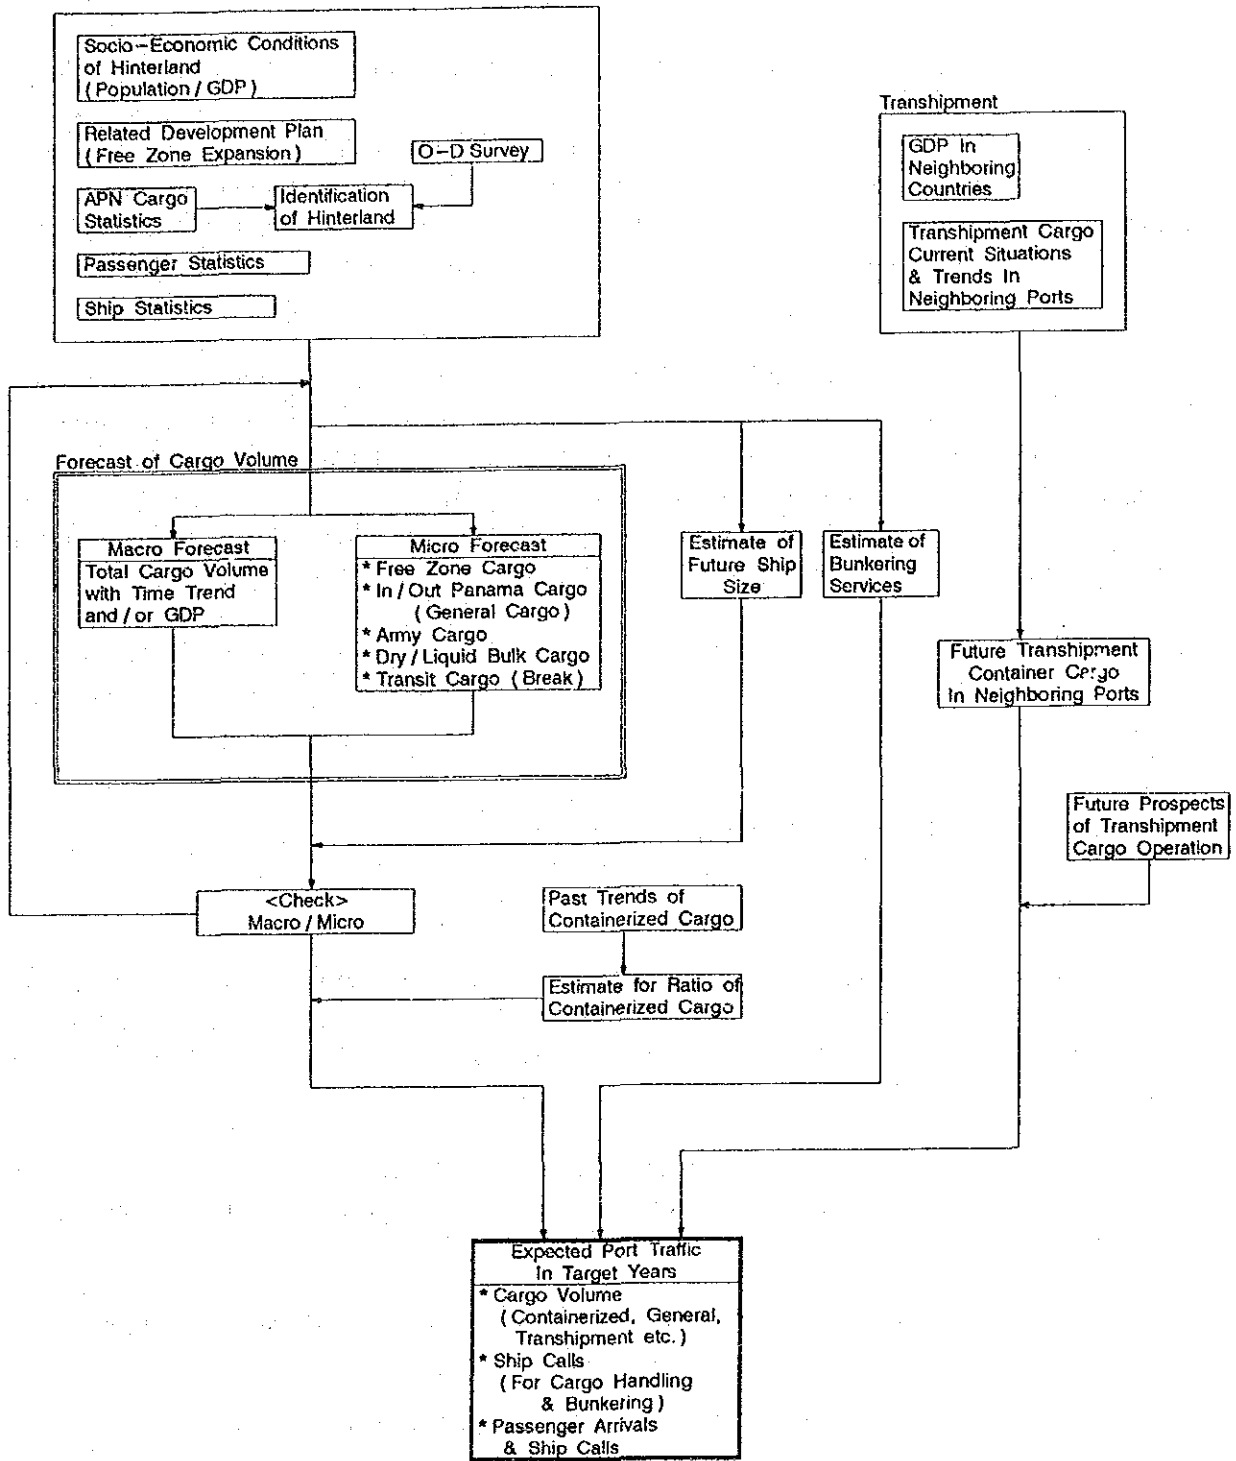 Socio-Economic Conditions
of Hinterland
(Population / GDP)
Related Development Plan
(Free Zone Expansion)
O-D Survey
APN Cargo
Statistics
Identification
of Hinterland
Passenger Statistics
Ship Statistics
Transhipment
GDP In
Neighboring
Countries
Transhipment Cargo
Current Situations
& Trends In
Neighboring Ports
Forecast of Cargo Volume
Macro Forecast
Total Cargo Volume
with Time Trend
and / or GDP
Micro Forecast
* Free Zone Cargo
* In / Out Panama Cargo
(General Cargo)
* Army Cargo
* Dry / Liquid Bulk Cargo
* Transit Cargo (Break)
Estimate of
Future Ship
Size
Estimate of
Bunkering
Services
Future Transhipment
Container Cargo
In Neighboring Ports
Future Prospects
of Transhipment
Cargo Operation
<Check>
Macro / Micro
Past Trends of
Containerized Cargo
Estimate for Ratio of
Containerized Cargo
Expected Port Traffic
In Target Years
* Cargo Volume
(Containerized, General,
Transhipment etc.)
* Ship Calls
(For Cargo Handling
& Bunkering)
* Passenger Arrivals
& Ship Calls